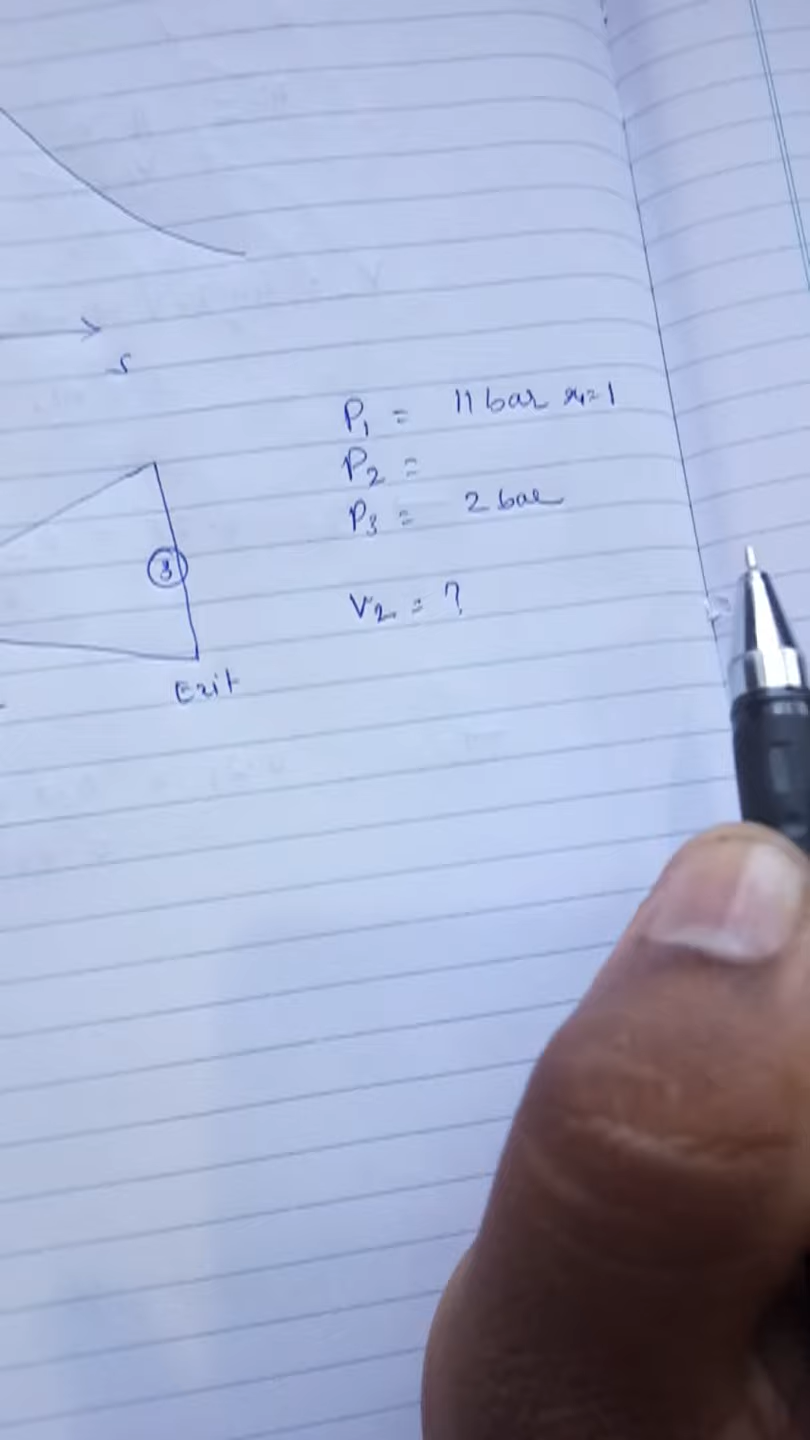 s
P₁ = 11 bar x₁=1
P₂ =
P₃ = 2 bar
3
V₂ = ?
Exit